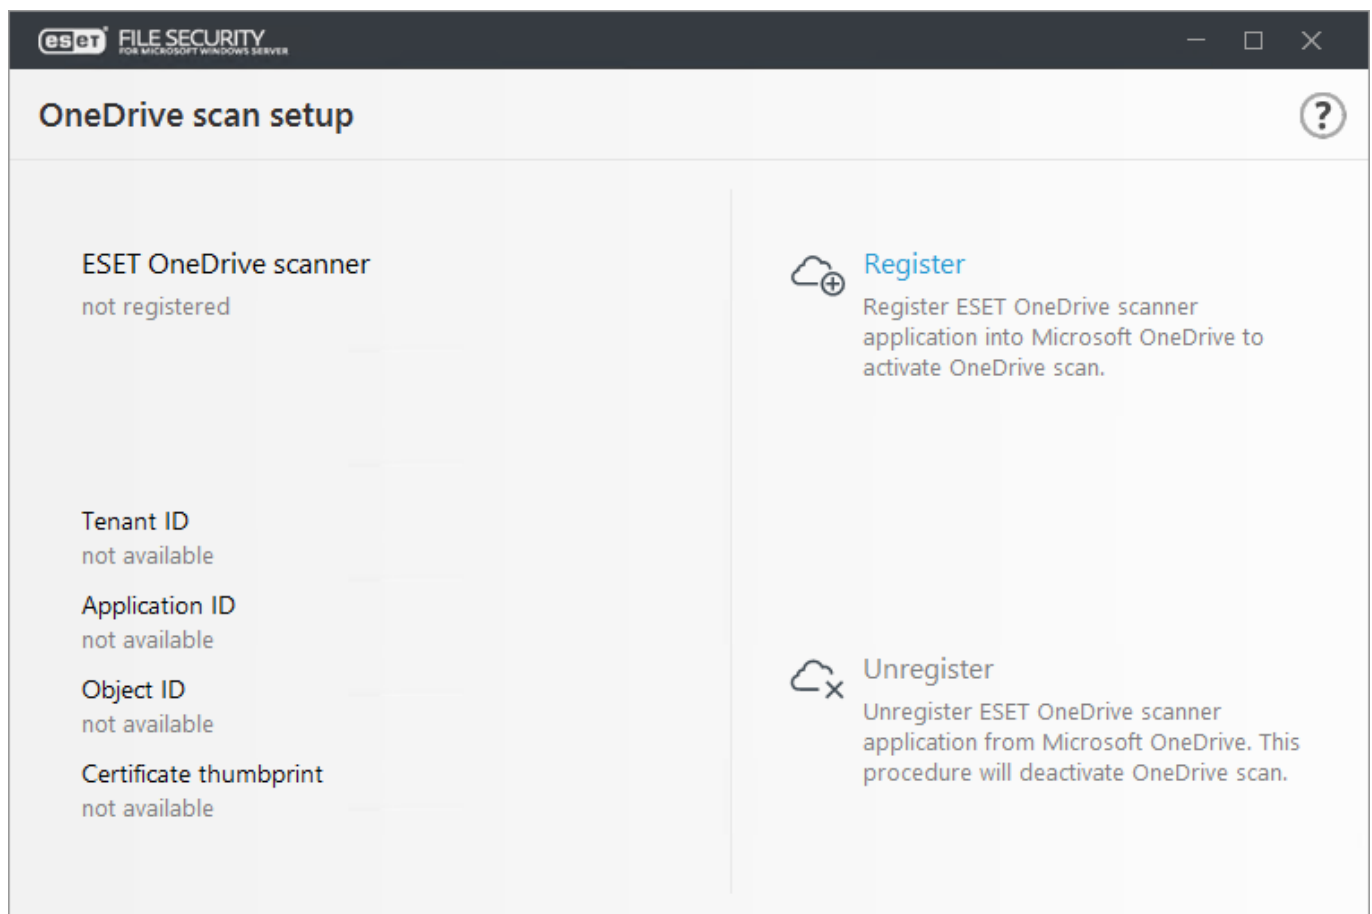 eset FILE SECURITY
FOR MICROSOFT WINDOWS SERVER
OneDrive scan setup
?
ESET OneDrive scanner
not registered
Tenant ID
not available
Application ID
not available
Object ID
not available
Certificate thumbprint
not available
Register
Register ESET OneDrive scanner
application into Microsoft OneDrive to
activate OneDrive scan.
Unregister
Unregister ESET OneDrive scanner
application from Microsoft OneDrive. This
procedure will deactivate OneDrive scan.